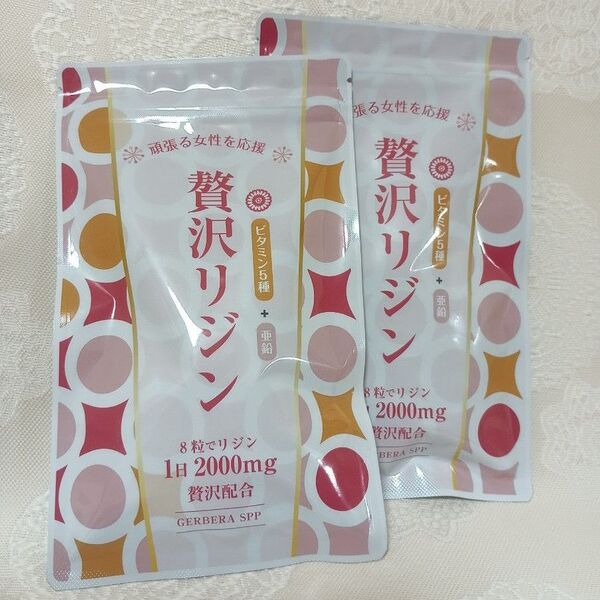 頑張る女性を応援
贅沢リジン
ビタミン5種
+
亜鉛
8粒でリジン
1日 2000mg
贅沢配合
GERBERA SPP
張る女性を応援
贅沢リジン
ビタミン5種
+
亜鉛
粒でリジン
2000mg
贅沢配合
GERBERA SPP